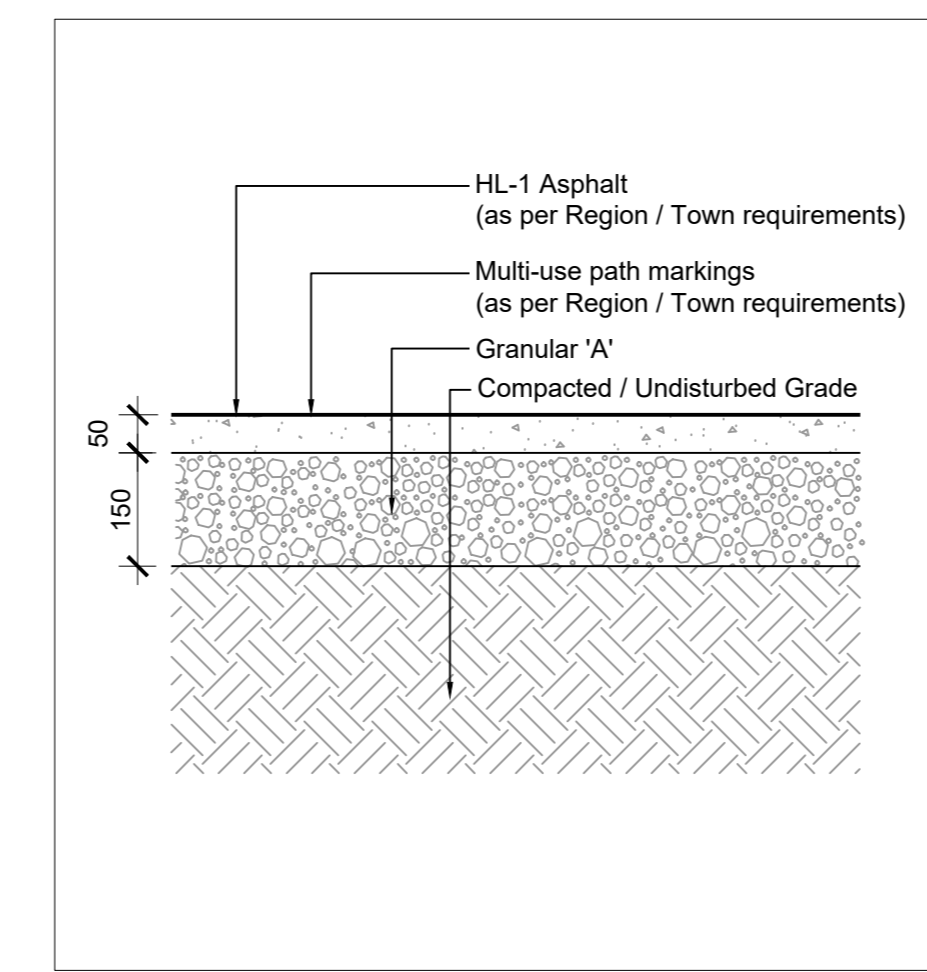 HL-1 Asphalt
(as per Region / Town requirements)
Multi-use path markings
(as per Region / Town requirements)
Granular 'A'
Compacted / Undisturbed Grade
50
150